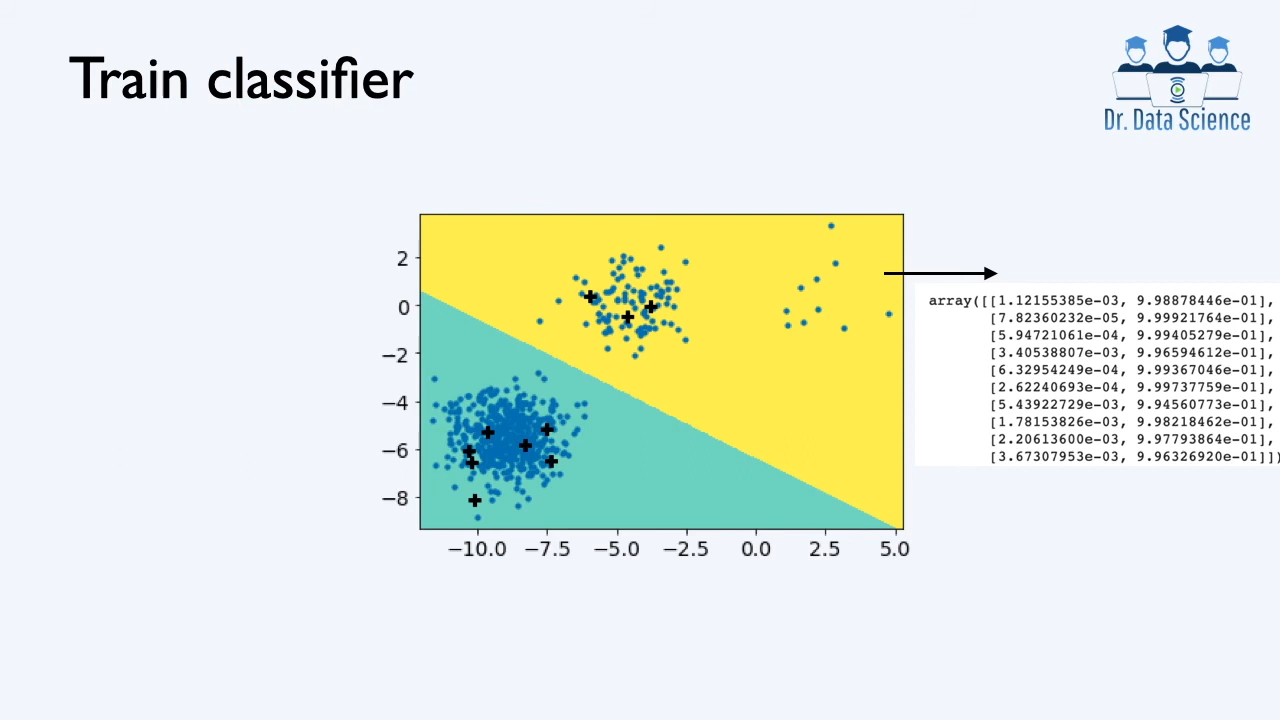 Train classifier
Dr. Data Science
2
0
−2
−4
−6
−8
−10.0 −7.5 −5.0 −2.5 0.0 2.5 5.0
array([[1.12155385e-03, 9.98878446e-01],
[7.82360232e-05, 9.99921764e-01],
[5.94721061e-04, 9.99405279e-01],
[3.40538807e-03, 9.96594612e-01],
[6.32954249e-04, 9.99367046e-01],
[2.62240693e-04, 9.99737759e-01],
[5.43922729e-03, 9.94560773e-01],
[1.78153826e-02, 9.82184462e-01],
[2.20613600e-03, 9.97793864e-01],
[3.67307953e-03, 9.96326920e-01]])